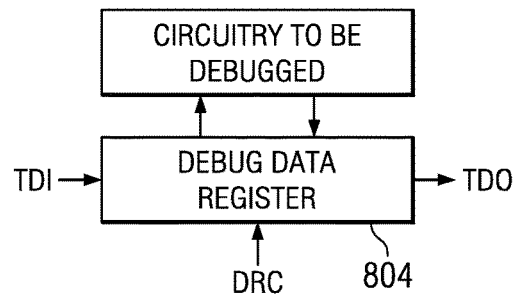 CIRCUITRY TO BE
DEBUGGED
TDI
DEBUG DATA
REGISTER
TDO
DRC
804